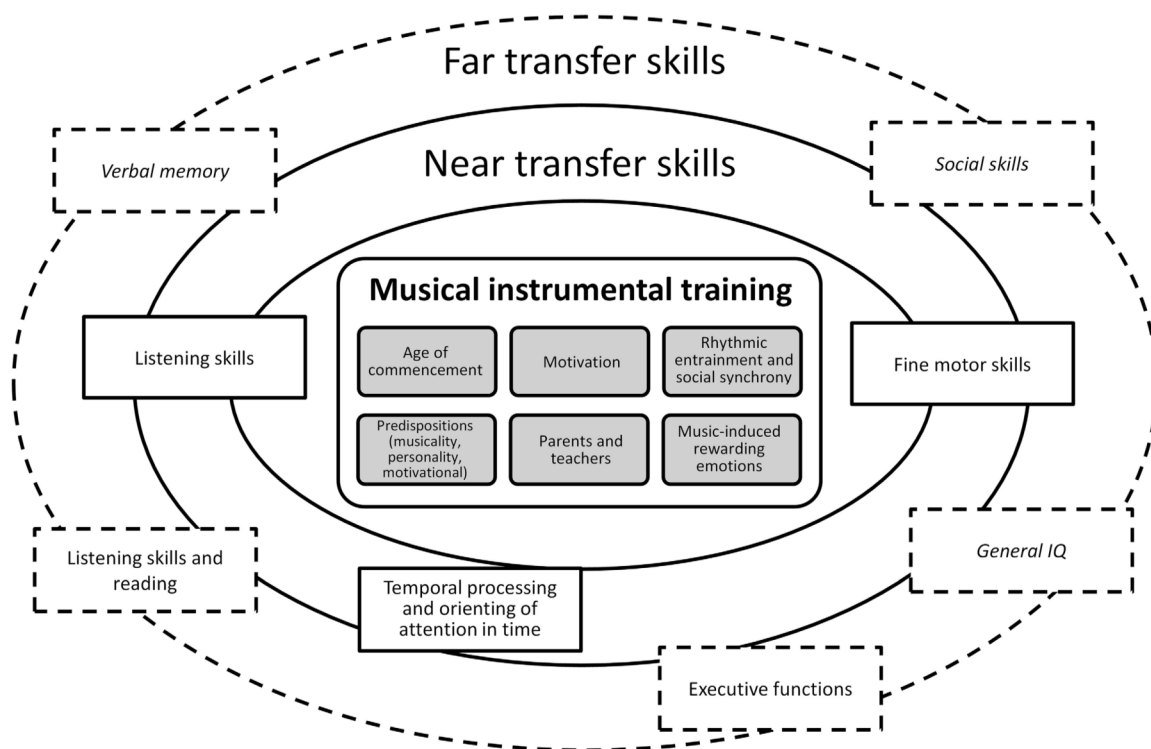 Far transfer skills
Near transfer skills
Verbal memory
Social skills
Musical instrumental training
Age of
commencement
Motivation
Rhythmic
entrainment and
social synchrony
Listening skills
Fine motor skills
Predispositions
(musicality,
personality,
motivational)
Parents and
teachers
Music-induced
rewarding
emotions
Listening skills and
reading
General IQ
Temporal processing
and orienting of
attention in time
Executive functions